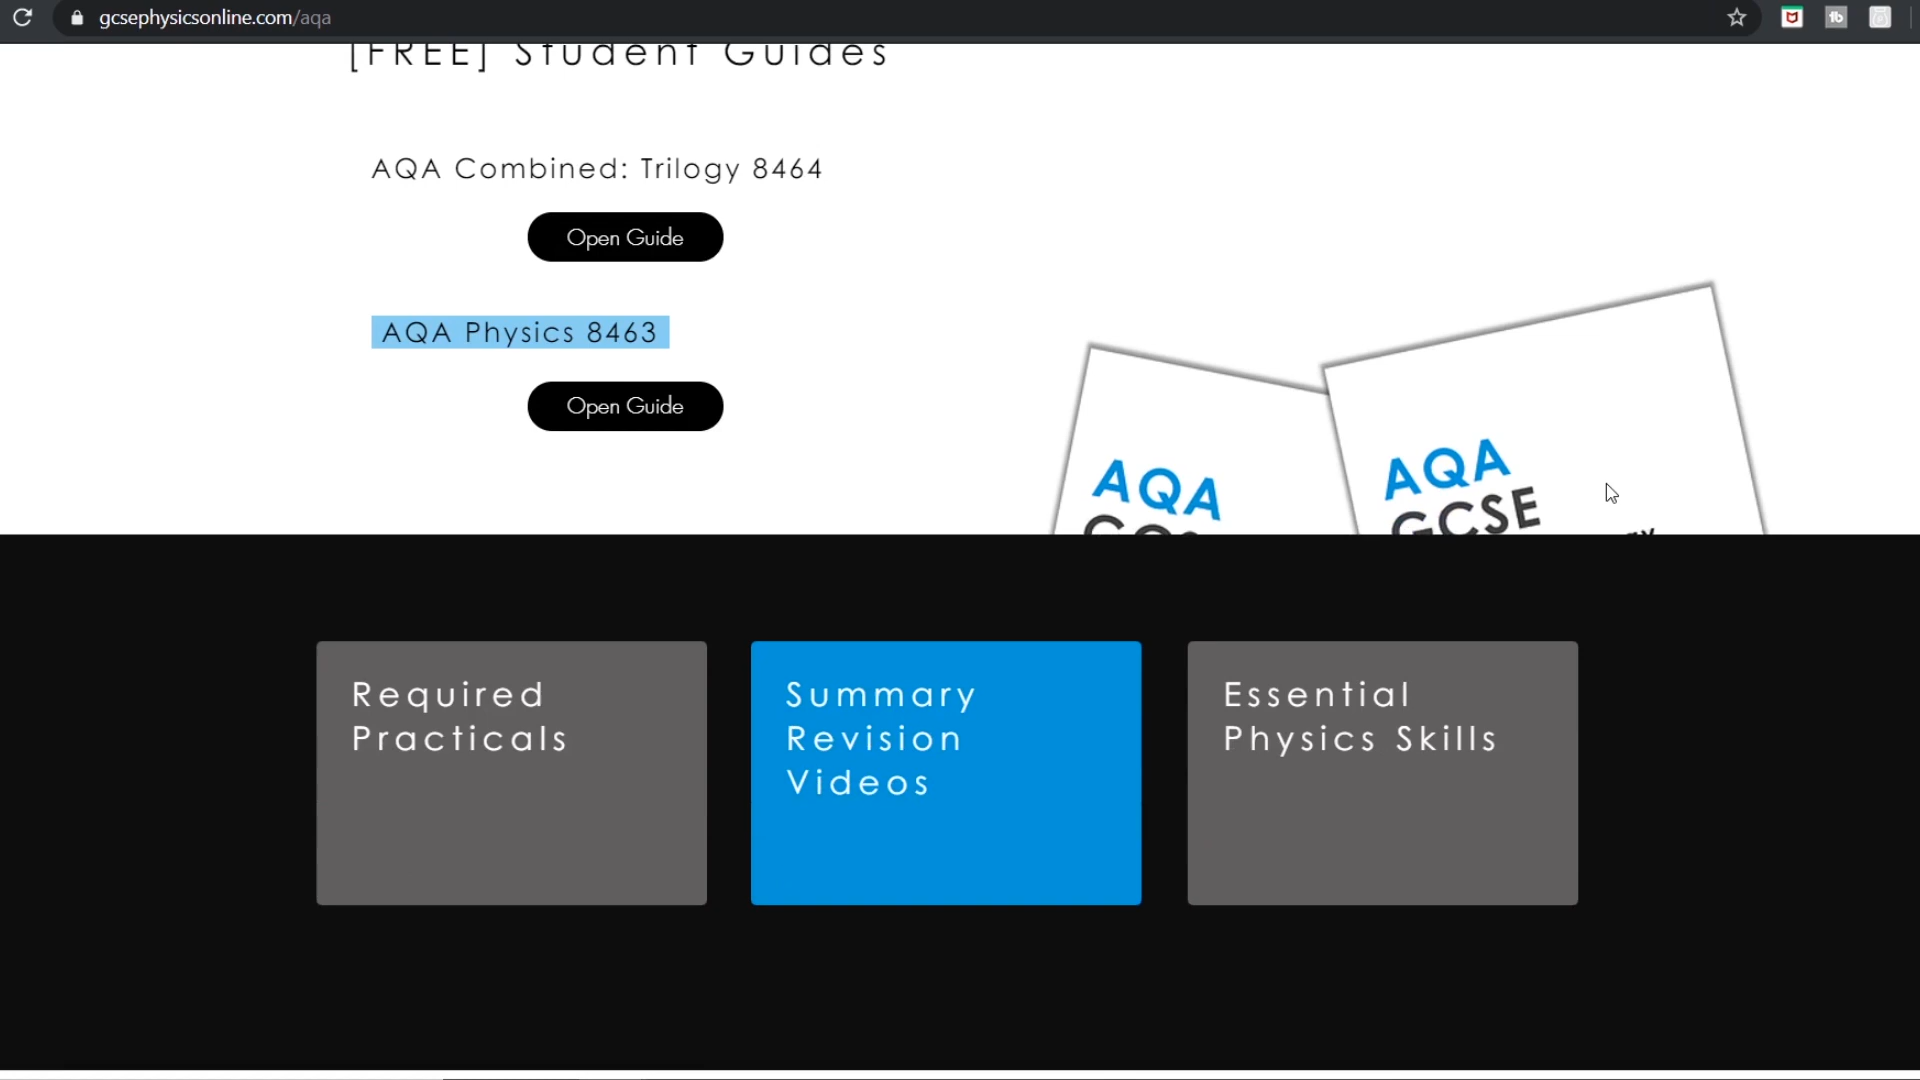 gcsephysicsonline.com/aqa
[FREE] Student Guides
AQA Combined: Trilogy 8464
Open Guide
AQA Physics 8463
Open Guide
AQA
AQA
GCSE
Required
Practicals
Summary
Revision
Videos
Essential
Physics Skills